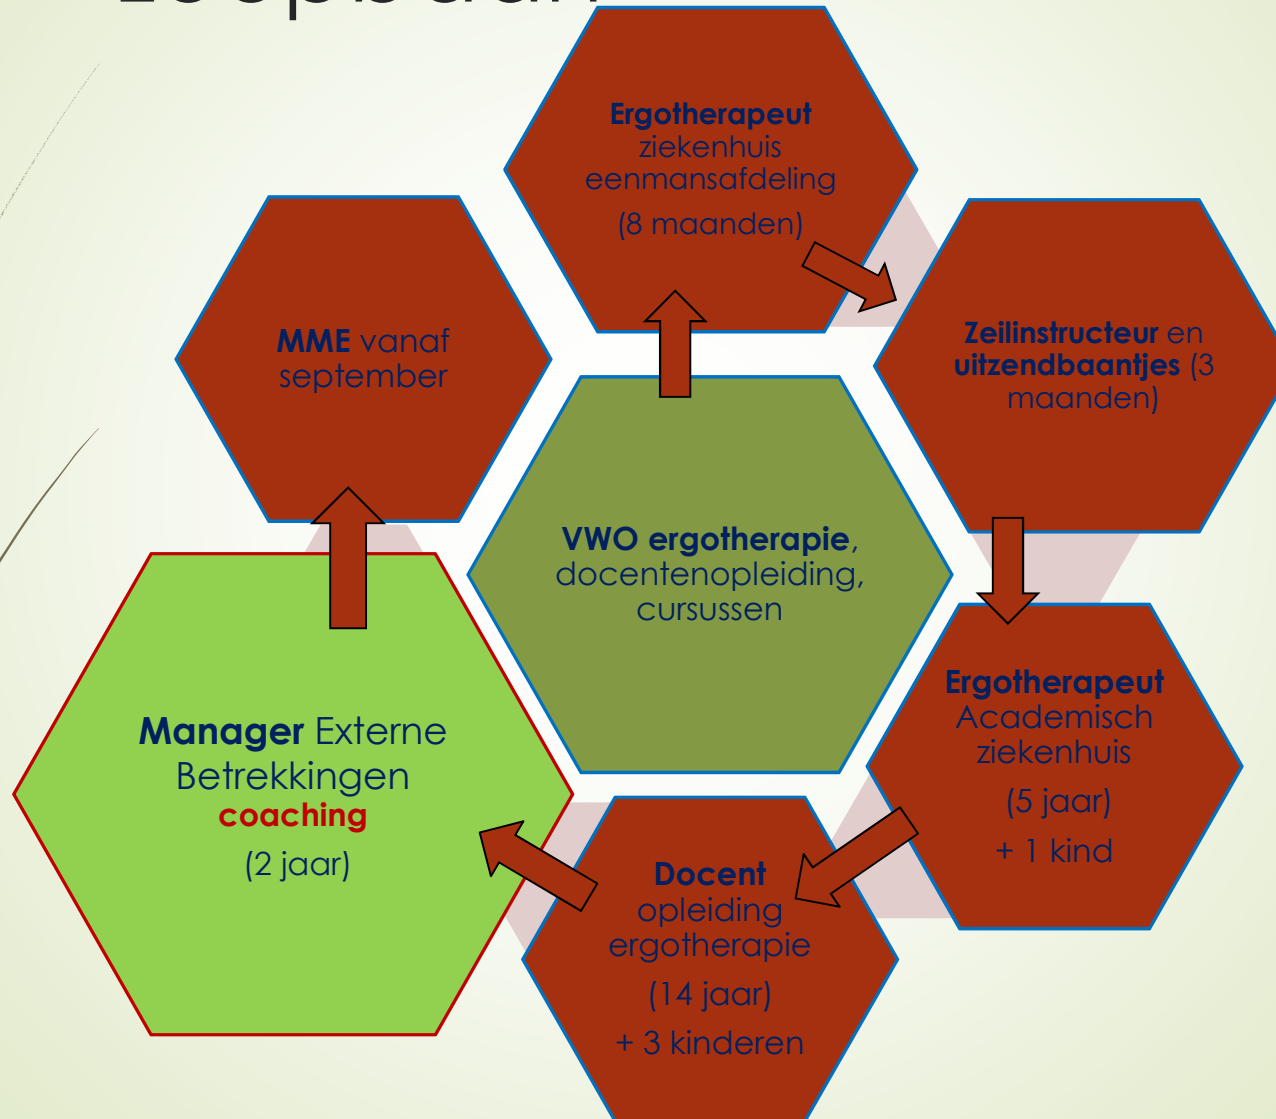 Loopbaan
Ergotherapeut
ziekenhuis
eenmansafdeling
(8 maanden)
Zeilinstructeur en
uitzendbaantjes (3
maanden)
Ergotherapeut
Academisch
ziekenhuis
(5 jaar)
+ 1 kind
Docent
opleiding
ergotherapie
(14 jaar)
+ 3 kinderen
Manager Externe
Betrekkingen
coaching
(2 jaar)
MME vanaf
september
VWO ergotherapie,
docentenopleiding,
cursussen